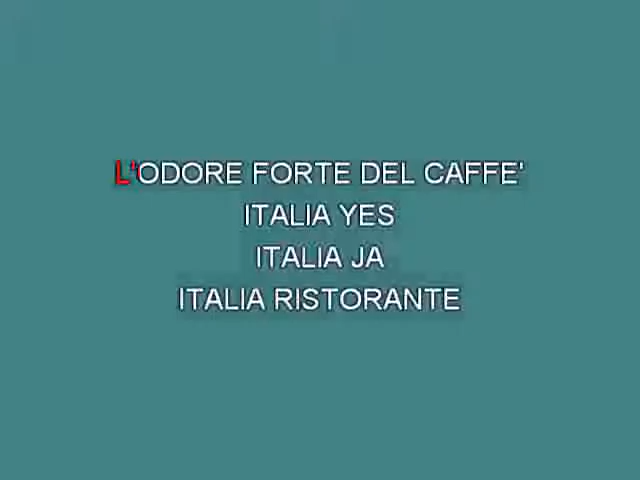 L'ODORE FORTE DEL CAFFE'
ITALIA YES
ITALIA JA
ITALIA RISTORANTE